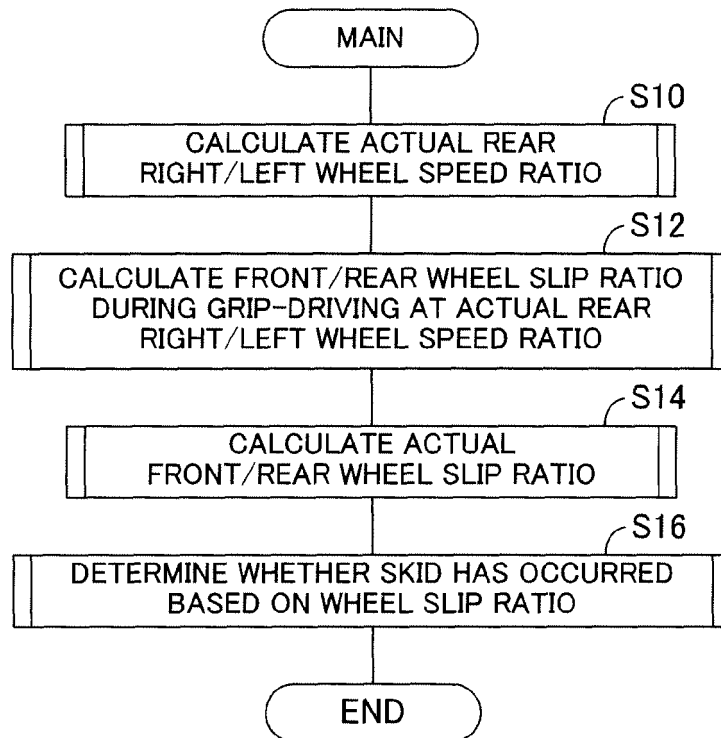 MAIN
S10
CALCULATE ACTUAL REAR
RIGHT/LEFT WHEEL SPEED RATIO
S12
CALCULATE FRONT/REAR WHEEL SLIP RATIO
DURING GRIP-DRIVING AT ACTUAL REAR
RIGHT/LEFT WHEEL SPEED RATIO
S14
CALCULATE ACTUAL
FRONT/REAR WHEEL SLIP RATIO
S16
DETERMINE WHETHER SKID HAS OCCURRED
BASED ON WHEEL SLIP RATIO
END